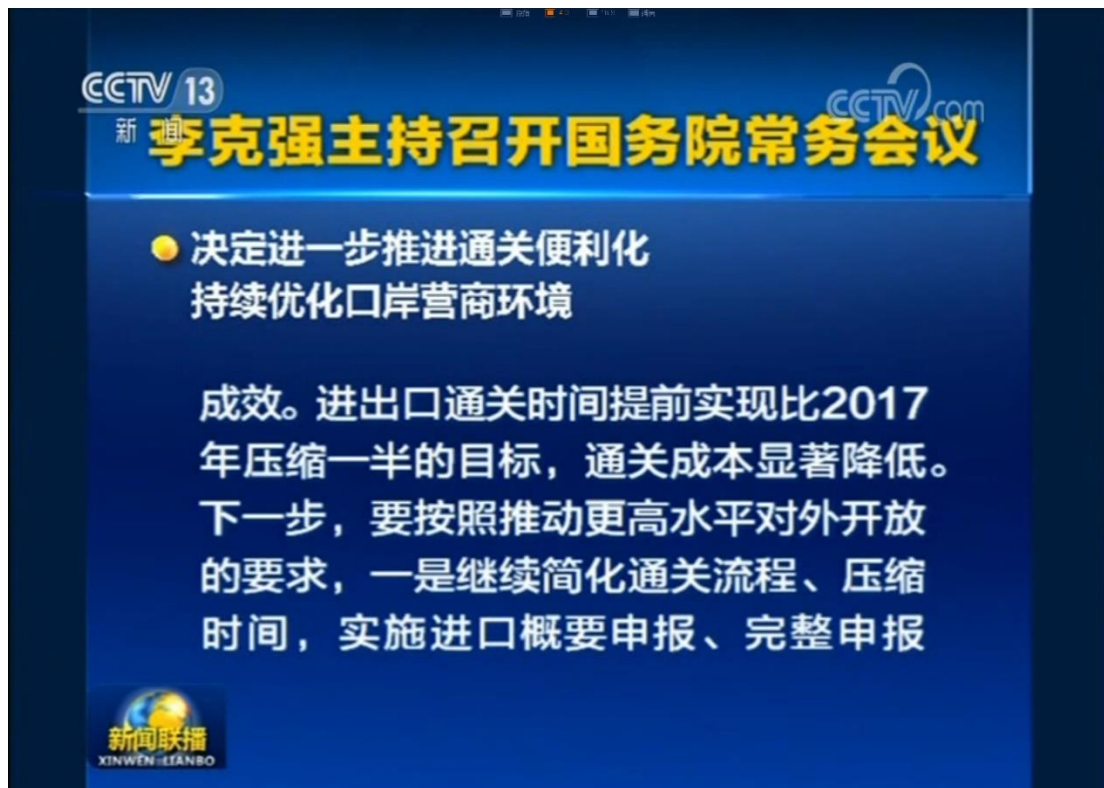 CCTV 13
新闻
CCTV.com
李克强主持召开国务院常务会议
决定进一步推进通关便利化
持续优化口岸营商环境
成效。进出口通关时间提前实现比2017
年压缩一半的目标，通关成本显著降低。
下一步，要按照推动更高水平对外开放
的要求，一是继续简化通关流程、压缩
时间，实施进口概要申报、完整申报
新闻联播
XINWEN LIANBO